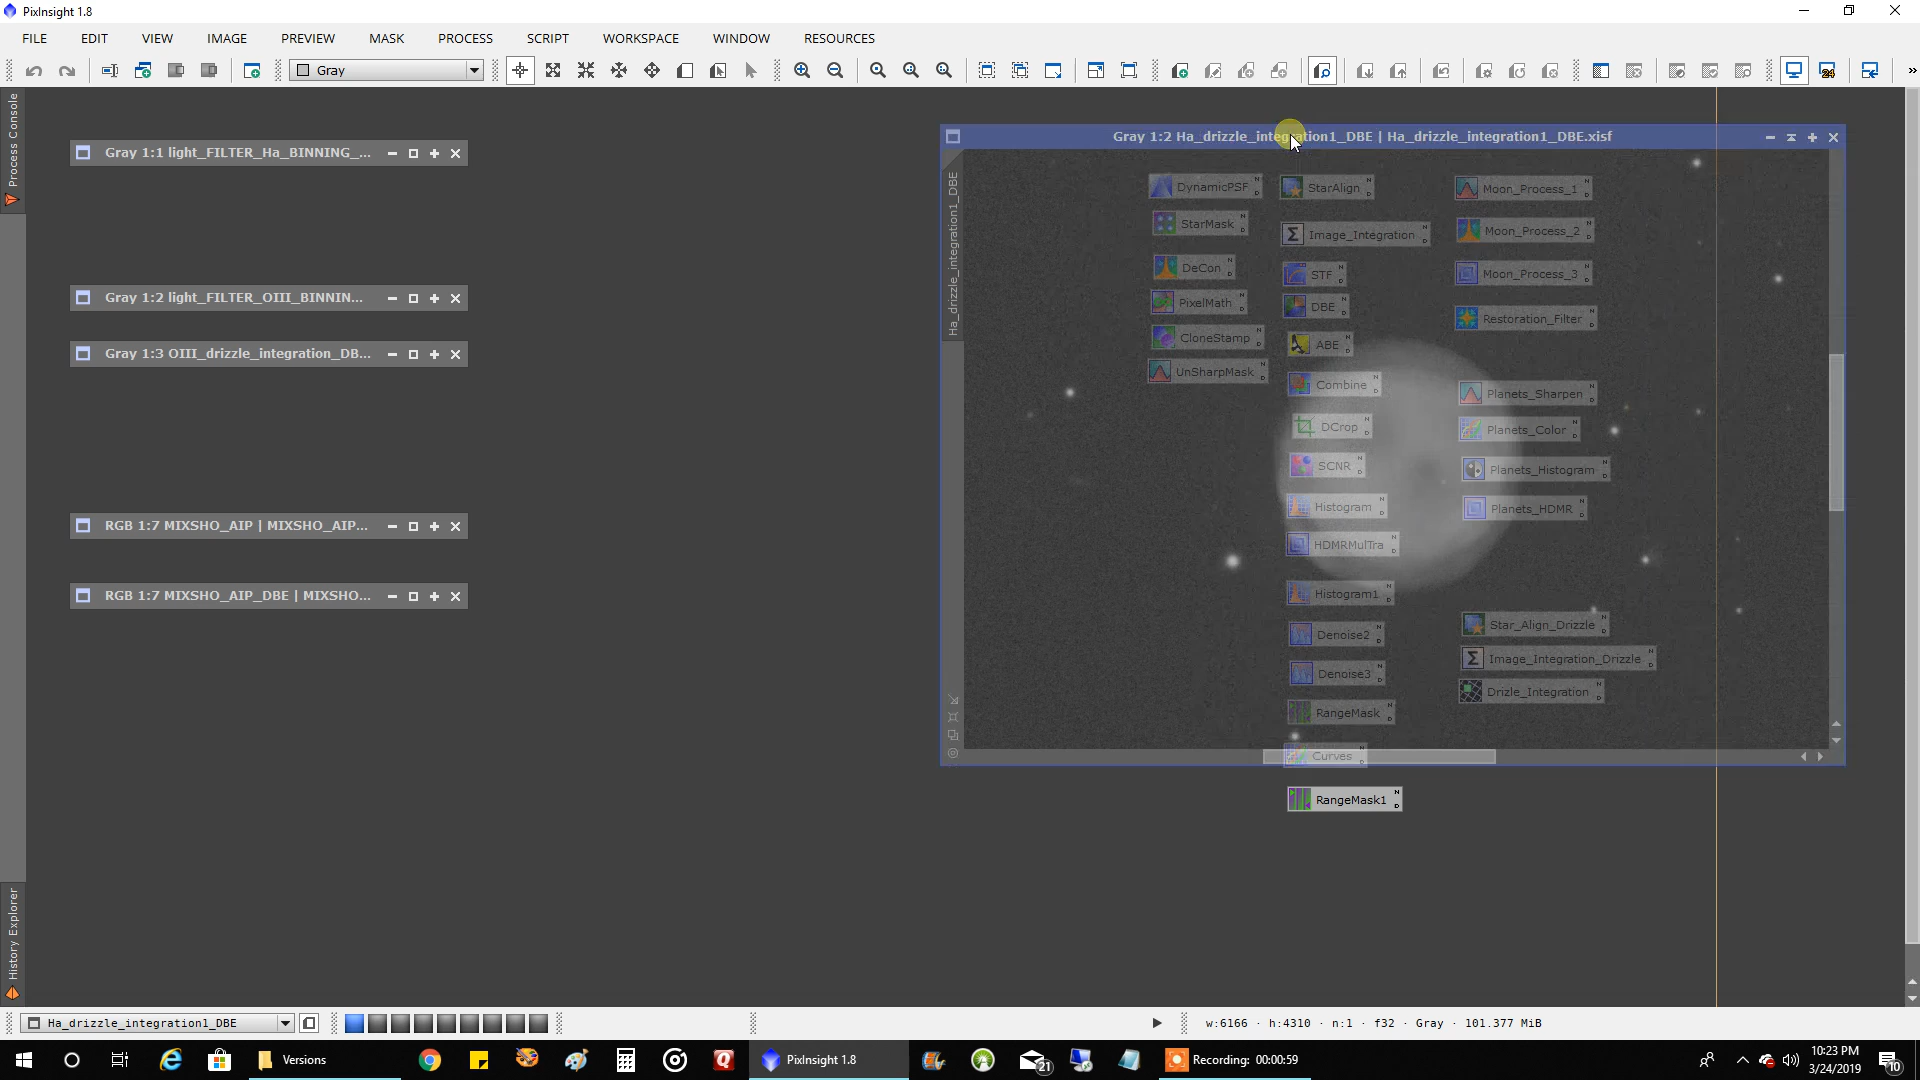 PixInsight 1.8
FILE EDIT VIEW IMAGE PREVIEW MASK PROCESS SCRIPT WORKSPACE WINDOW RESOURCES
Gray
24
»
Process Console
Gray 1:1 light_FILTER_Ha_BINNING_...
Gray 1:2 light_FILTER_OIII_BINNIN...
Gray 1:3 OIII_drizzle_integration_DB...
RGB 1:7 MIXSHO_AIP | MIXSHO_AIP...
RGB 1:7 MIXSHO_AIP_DBE | MIXSHO...
Gray 1:2 Ha_drizzle_integration1_DBE | Ha_drizzle_integration1_DBE.xisf
Ha_drizzle_integration1_DBE
DynamicPSF
StarMask
DeCon
PixelMath
CloneStamp
UnSharpMask
StarAlign
Image_Integration
STF
DBE
ABE
Combine
DCrop
SCNR
Histogram
HDMRMulTra
Histogram1
Denoise2
Denoise3
RangeMask
Curves
RangeMask1
Moon_Process_1
Moon_Process_2
Moon_Process_3
Restoration_Filter
Planets_Sharpen
Planets_Color
Planets_Histogram
Planets_HDMR
Star_Align_Drizzle
Image_Integration_Drizzle
Drizle_Integration
History Explorer
Ha_drizzle_integration1_DBE
w:6166 · h:4310 · n:1 · f32 · Gray · 101.377 MiB
Versions
PixInsight 1.8
21
Recording: 00:00:59
10:23 PM
3/24/2019
10